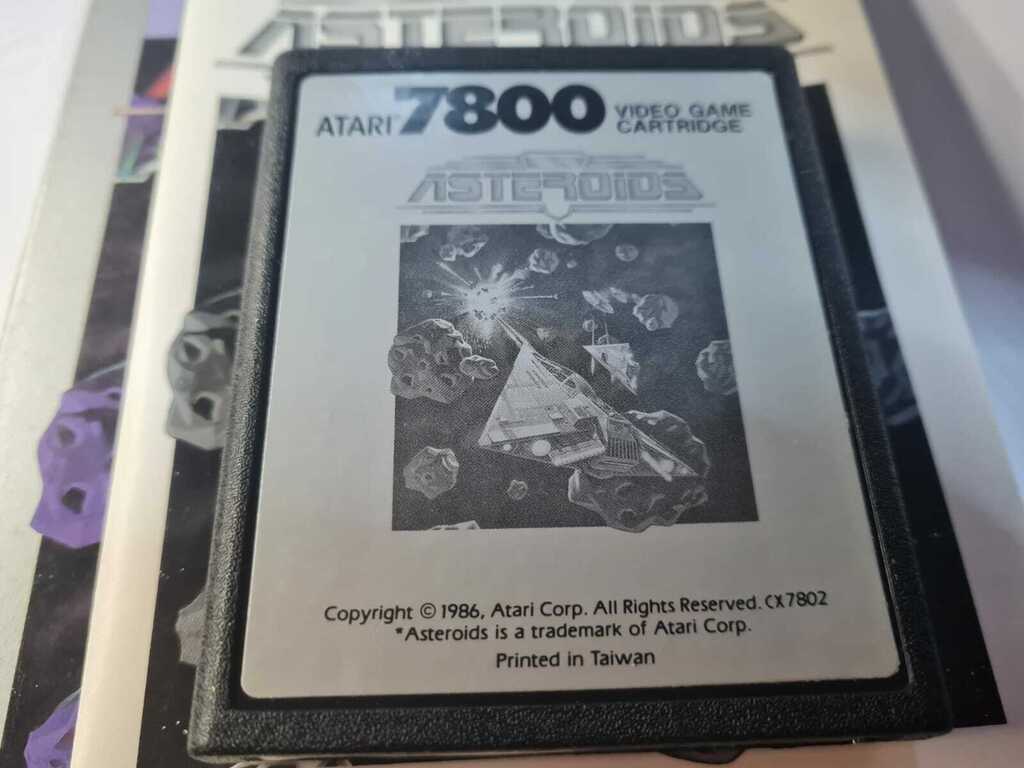 ASTEROIDS
ATARI® 7800 VIDEO GAME
CARTRIDGE
ASTEROIDS
Copyright © 1986, Atari Corp. All Rights Reserved. CX7802
*Asteroids is a trademark of Atari Corp.
Printed in Taiwan